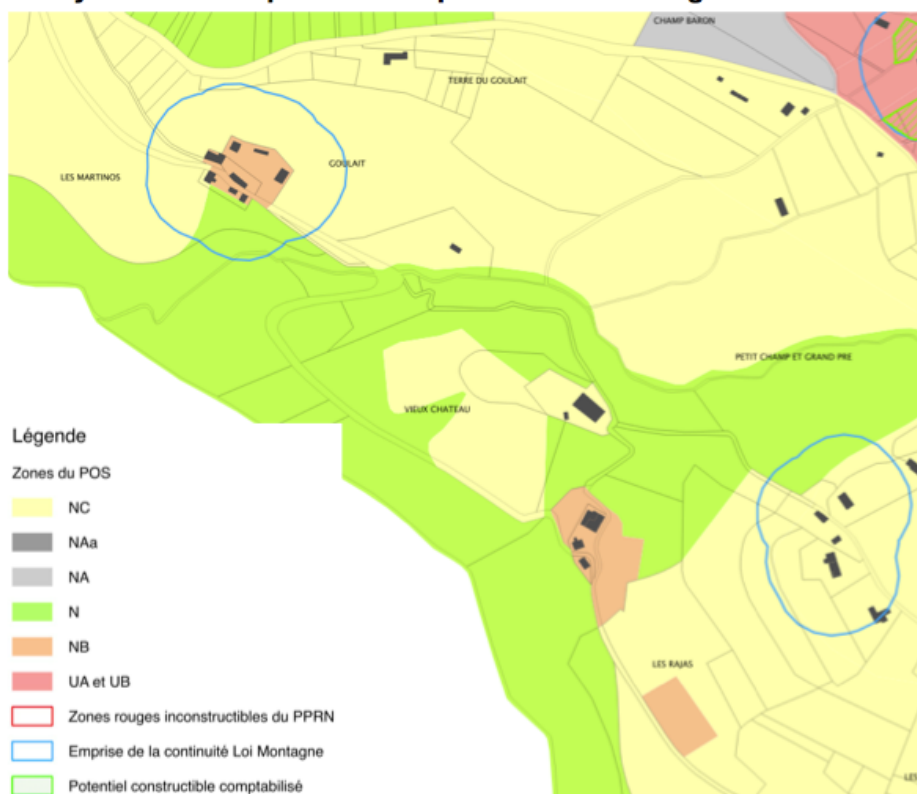 CHAMP BARON
TERRE DU GOULAIT
GOULAIT
LES MARTINOS
PETIT CHAMP ET GRAND PRE
VIEUX CHATEAU
LES RAJAS
LES
Légende
Zones du POS
NC
NAa
NA
N
NB
UA et UB
Zones rouges inconstructibles du PPRN
Emprise de la continuité Loi Montagne
Potentiel constructible comptabilisé